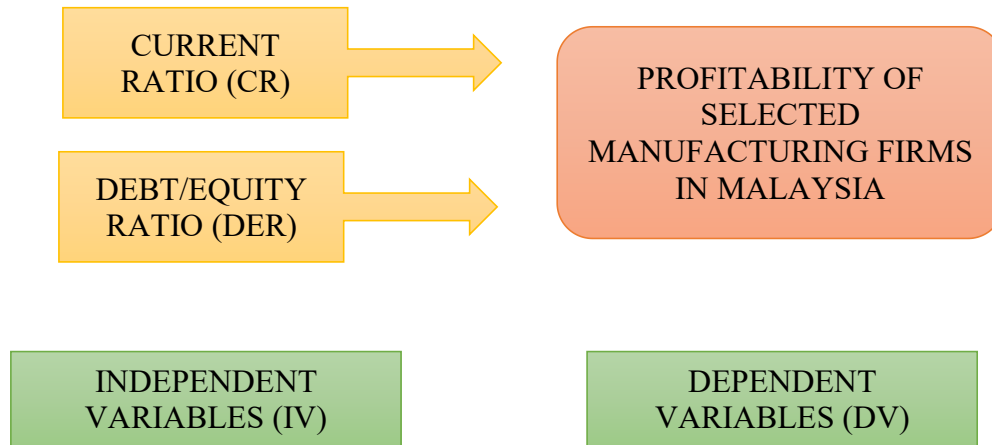 CURRENT
RATIO (CR)
PROFITABILITY OF
SELECTED
MANUFACTURING FIRMS
IN MALAYSIA
DEBT/EQUITY
RATIO (DER)
INDEPENDENT
VARIABLES (IV)
DEPENDENT
VARIABLES (DV)